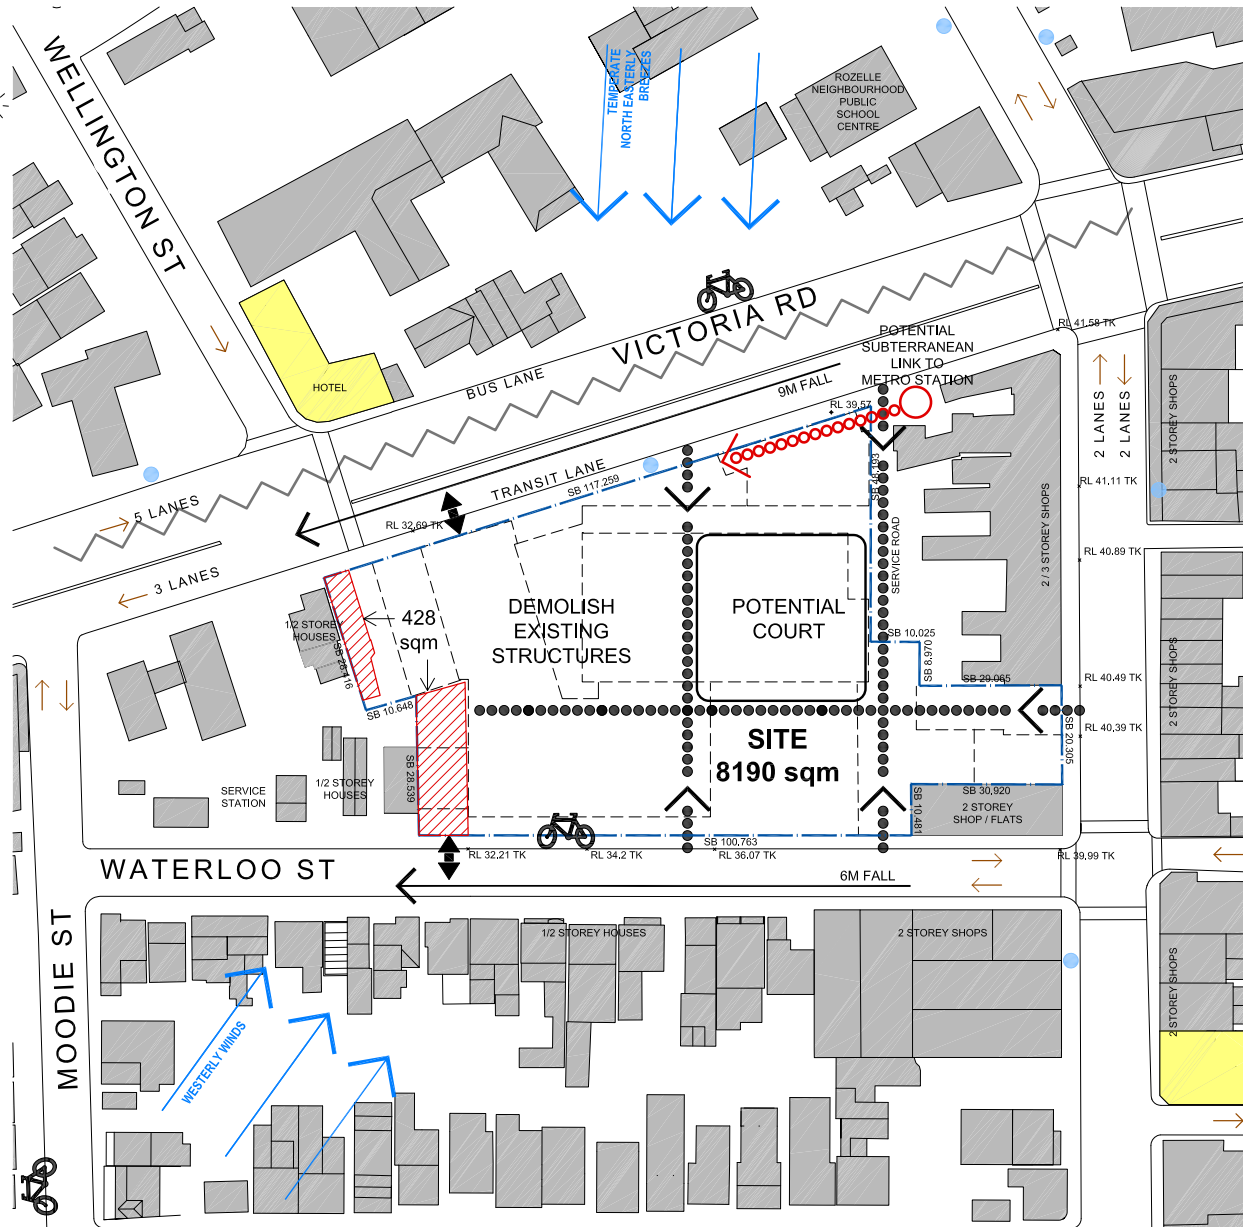 WELLINGTON ST
TEMPERATE
NORTH EASTERLY
BREEZES
ROZELLE
NEIGHBOURHOOD
PUBLIC
SCHOOL
CENTRE
HOTEL
BUS LANE
VICTORIA RD
POTENTIAL
SUBTERRANEAN
LINK TO
METRO STATION
RL 41.58 TK
9M FALL
RL 39.57
2 LANES
2 LANES
2 STOREY SHOPS
TRANSIT LANE
SB 117.259
SB 48.193
RL 41.11 TK
5 LANES
RL 32.69 TK
SERVICE ROAD
2 / 3 STOREY SHOPS
RL 40.89 TK
3 LANES
1/2 STOREY
HOUSES
SB 28.416
428
sqm
DEMOLISH
EXISTING
STRUCTURES
POTENTIAL
COURT
SB 10.025
SB 8.970
SB 29.065
RL 40.49 TK
2 STOREY SHOPS
SB 10.648
SB 20.305
RL 40.39 TK
SITE
8190 sqm
SERVICE
STATION
1/2 STOREY
HOUSES
SB 28.539
SB 30.920
SB 10.481
2 STOREY
SHOP / FLATS
SB 100.763
RL 32.21 TK
RL 34.2 TK
RL 36.07 TK
RL 39.99 TK
WATERLOO ST
6M FALL
MOODIE ST
1/2 STOREY HOUSES
2 STOREY SHOPS
2 STOREY SHOPS
WESTERLY WINDS